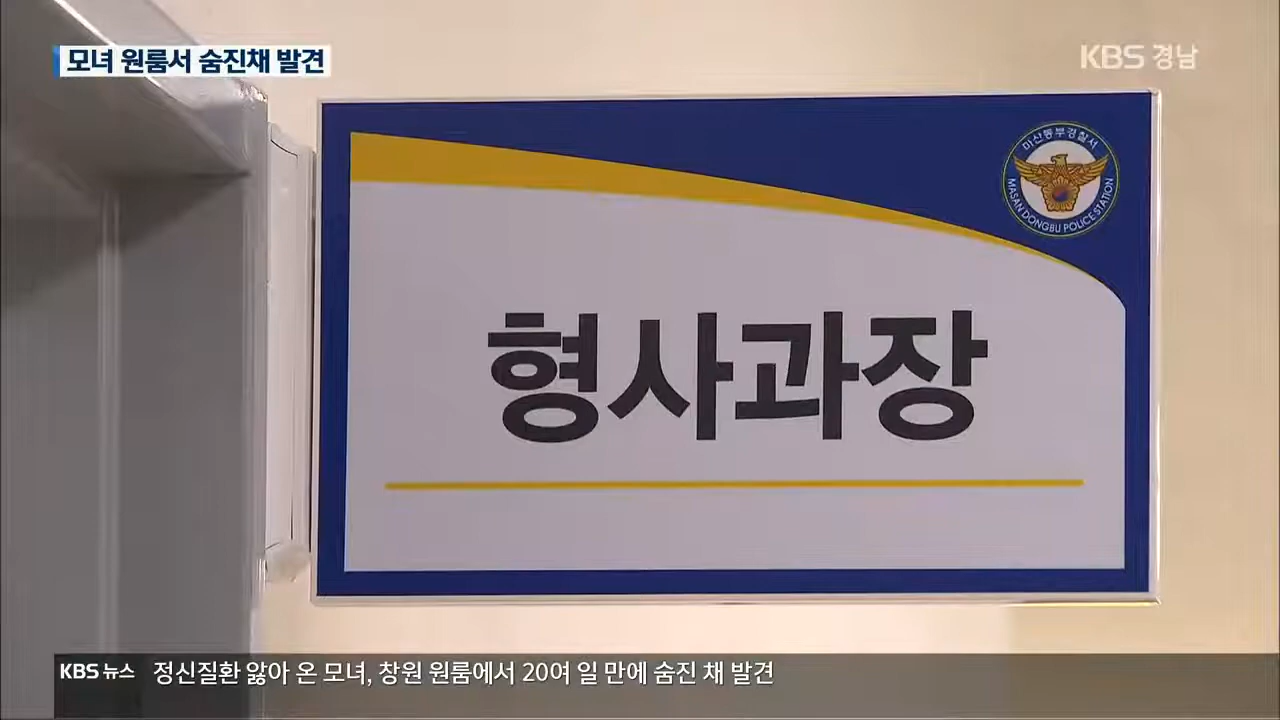 모녀 원룸서 숨진채 발견
KBS 경남
마산동부경찰서
MASAN DONGBU POLICE STATION
형사과장
KBS 뉴스 정신질환 앓아 온 모녀, 창원 원룸에서 20여 일 만에 숨진 채 발견